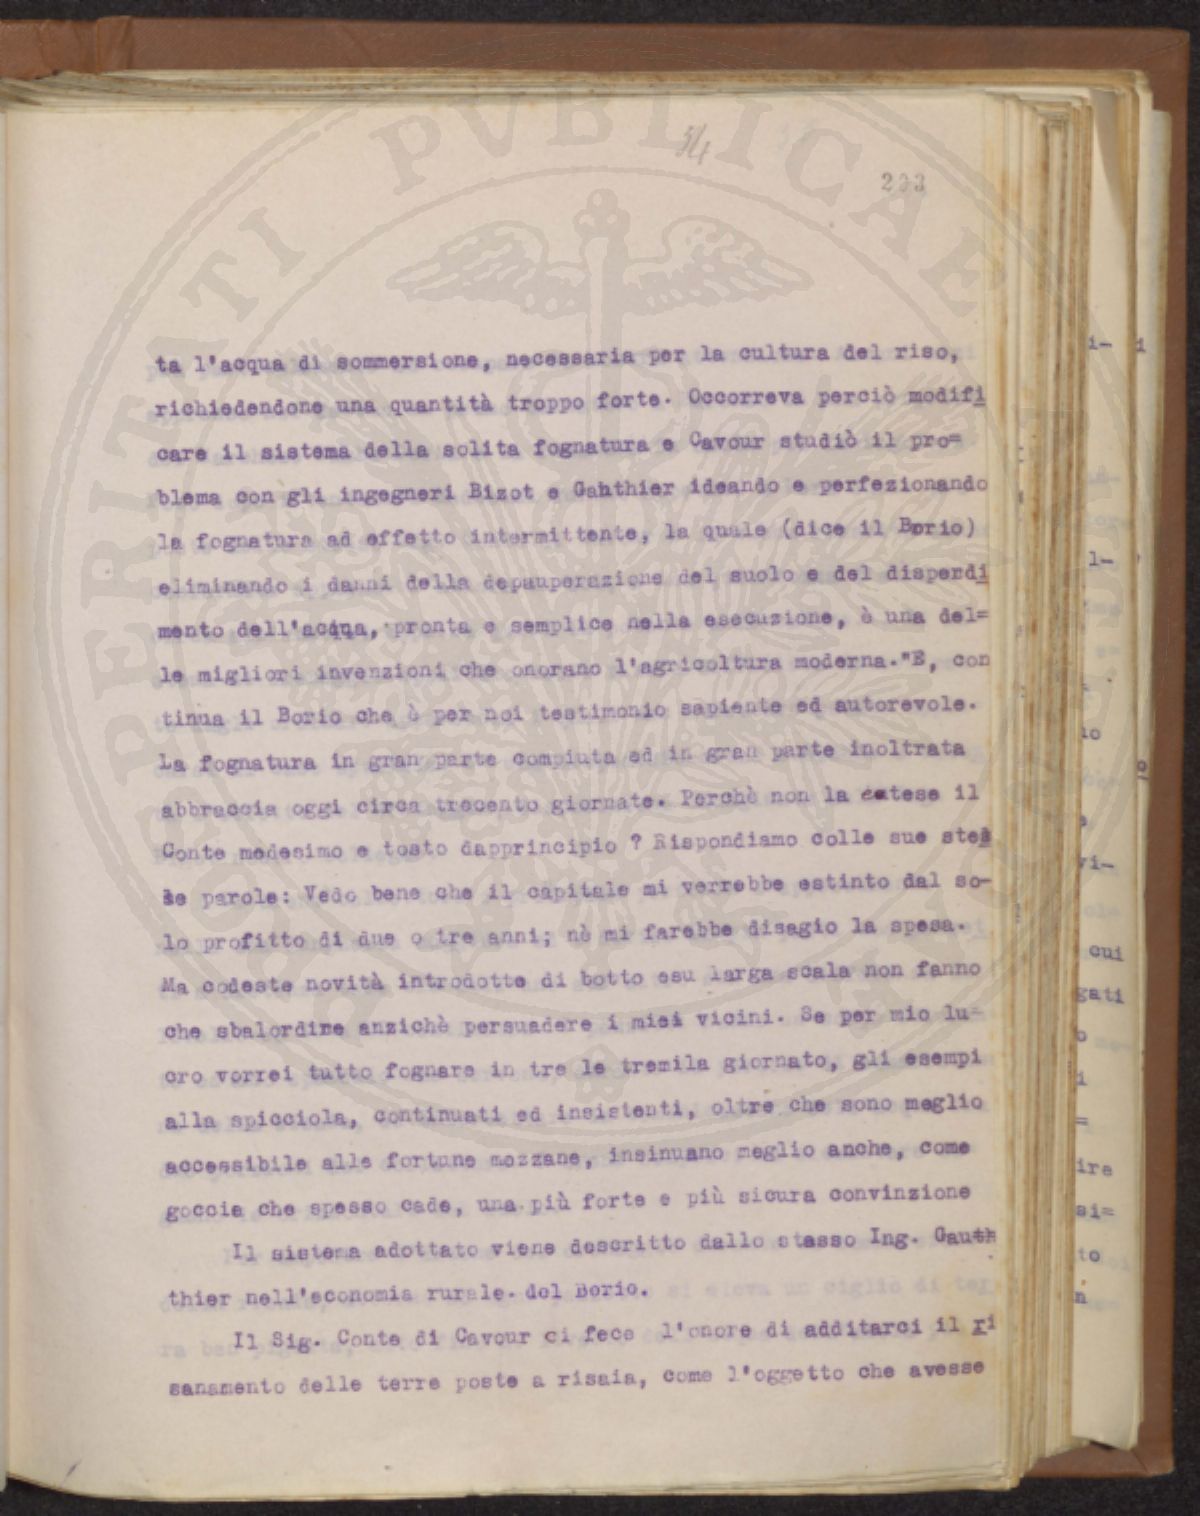 PERITATI PVBLICAE
34
203
ta l'acqua di sommersione, necessaria per la cultura del riso,
richiedendone una quantità troppo forte. Occorreva perciò modifi
care il sistema della solita fognatura e Cavour studiò il pro=
blema con gli ingegneri Bizot e Gahthier ideando e perfezionando
la fognatura ad effetto intermittente, la quale (dice il Borio)
eliminando i danni della depauperazione del suolo e del disperdi
mento dell'acqua, pronta e semplice nella esecuzione, è una del=
le migliori invenzioni che onorano l'agricoltura moderna."E, con
tinua il Borio che è per noi testimonio sapiente ed autorevole.
La fognatura in gran parte compiuta ed in gran parte inoltrata
abbraccia oggi circa trecento giornate. Perchè non la estese il
Conte medesimo e tosto dapprincipio ? Rispondiamo colle sue stes
se parole: Vedo bene che il capitale mi verrebbe estinto dal so-
lo profitto di due o tre anni; nè mi farebbe disagio la spesa.
Ma codeste novità introdotte di botto esu larga scala non fanno
che sbalordire anzichè persuadere i miei vicini. Se per mio lu=
cro vorrei tutto fognare in tre le tremila giornate, gli esempi
alla spicciola, continuati ed insistenti, oltre che sono meglio
accessibile alle fortune mezzane, insinuano meglio anche, come
goccia che spesso cade, una più forte e più sicura convinzione
Il sistema adottato viene descritto dallo stesso Ing. Gauth
thier nell'economia rurale. del Borio.
Il Sig. Conte di Cavour ci fece l'onore di additarci il ri
sanamento delle terre poste a risaia, come l'oggetto che avesse